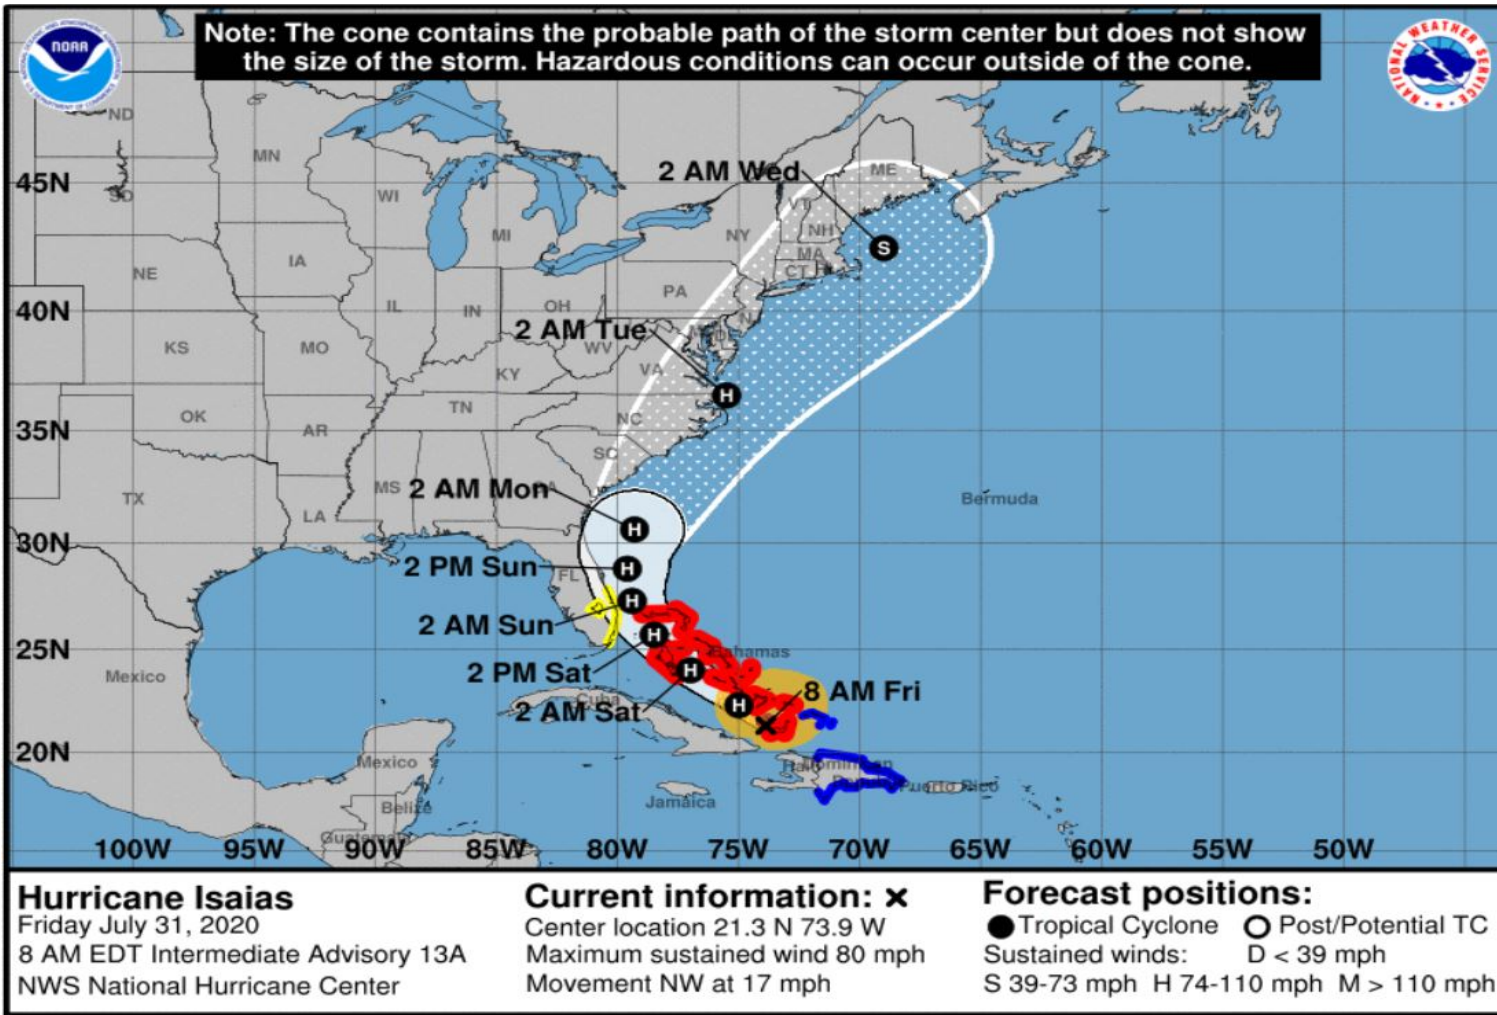 Note: The cone contains the probable path of the storm center but does not show
the size of the storm. Hazardous conditions can occur outside of the cone.
NOAA
NATIONAL WEATHER SERVICE
ND
MN
2 AM Wed
ME
45N
SD
WI
VT
NH
MI
NY
MA
S
NE
IA
CT
PA
40N
IL
IN
OH
2 AM Tue
KS
MO
WV
VA
KY
H
OK
TN
NC
AR
35N
SC
TX
MS
2 AM Mon
Bermuda
LA
H
30N
2 PM Sun
H
FL
2 AM Sun
H
H
25N
Bahamas
Mexico
2 PM Sat
H
8 AM Fri
Cuba
2 AM Sat
H
20N
Mexico
Dominican
Puerto Rico
Jamaica
Belize
Guatemala
100W 95W 90W 85W 80W 75W 70W 65W 60W 55W 50W
Hurricane Isaias
Friday July 31, 2020
8 AM EDT Intermediate Advisory 13A
NWS National Hurricane Center
Current information: ×
Center location 21.3 N 73.9 W
Maximum sustained wind 80 mph
Movement NW at 17 mph
Forecast positions:
Tropical Cyclone Post/Potential TC
Sustained winds: D < 39 mph
S 39-73 mph H 74-110 mph M > 110 mph